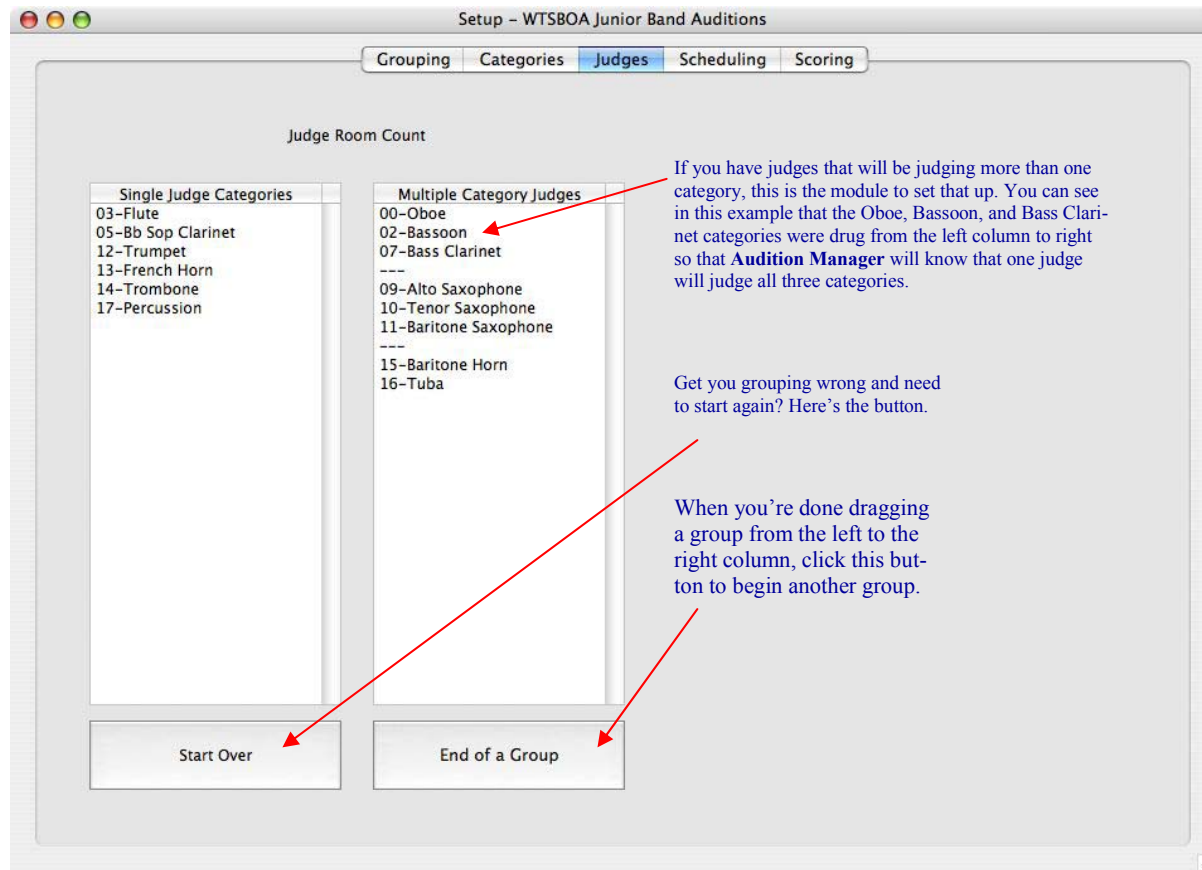 Setup – WTSBOA Junior Band Auditions
Grouping Categories Judges Scheduling Scoring
Judge Room Count
Single Judge Categories
03–Flute
05–Bb Sop Clarinet
12–Trumpet
13–French Horn
14–Trombone
17–Percussion
Multiple Category Judges
00–Oboe
02–Bassoon
07–Bass Clarinet
---
09–Alto Saxophone
10–Tenor Saxophone
11–Baritone Saxophone
---
15–Baritone Horn
16–Tuba
If you have judges that will be judging more than one
category, this is the module to set that up. You can see
in this example that the Oboe, Bassoon, and Bass Clari-
net categories were drug from the left column to right
so that Audition Manager will know that one judge
will judge all three categories.
Get you grouping wrong and need
to start again? Here’s the button.
When you’re done dragging
a group from the left to the
right column, click this but-
ton to begin another group.
Start Over
End of a Group